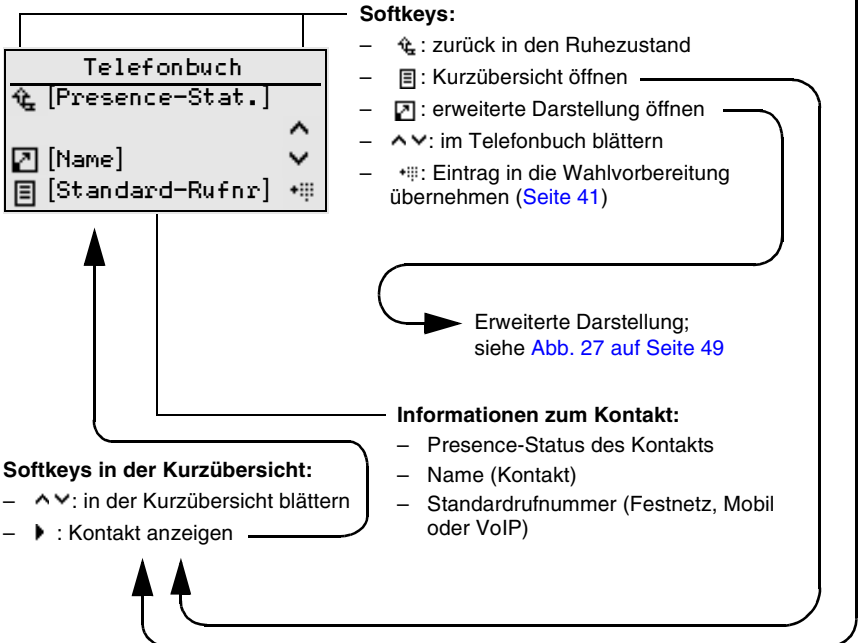 Telefonbuch
[Presence-Stat.]
[Name]
[Standard-Rufnr]
Softkeys:
– : zurück in den Ruhezustand
– : Kurzübersicht öffnen
– : erweiterte Darstellung öffnen
– : im Telefonbuch blättern
– : Eintrag in die Wahlvorbereitung
übernehmen (Seite 41)
Erweiterte Darstellung;
siehe Abb. 27 auf Seite 49
Informationen zum Kontakt:
– Presence-Status des Kontakts
– Name (Kontakt)
– Standardrufnummer (Festnetz, Mobil
oder VoIP)
Softkeys in der Kurzübersicht:
– : in der Kurzübersicht blättern
– : Kontakt anzeigen